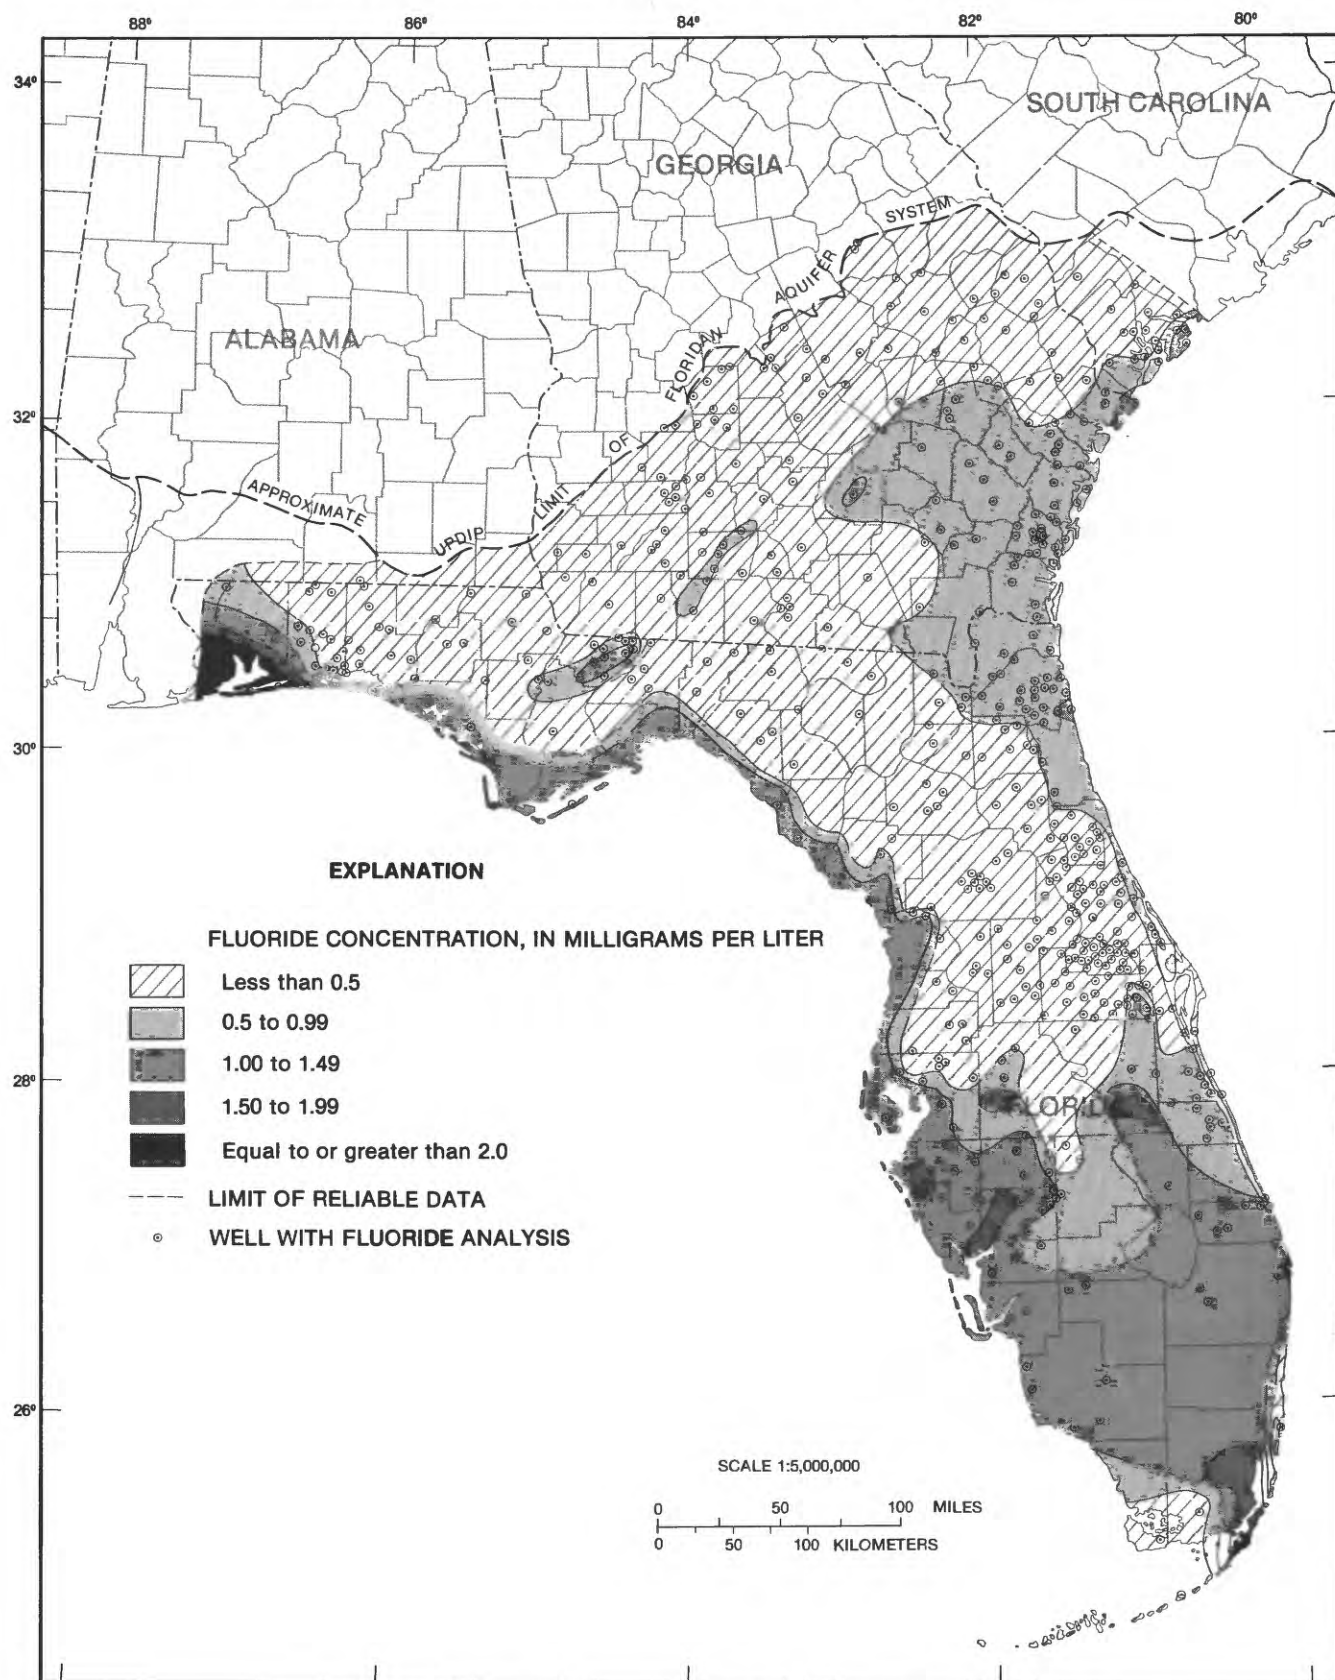 88° 86° 84° 82° 80°
34°
SOUTH CAROLINA
GEORGIA
SYSTEM
AQUIFER
ALABAMA
FLORIDAN
32°
OF
LIMIT
APPROXIMATE
UPDIP
30°
EXPLANATION
FLUORIDE CONCENTRATION, IN MILLIGRAMS PER LITER
Less than 0.5
0.5 to 0.99
1.00 to 1.49
28°
1.50 to 1.99
FLORIDA
Equal to or greater than 2.0
LIMIT OF RELIABLE DATA
WELL WITH FLUORIDE ANALYSIS
26°
SCALE 1:5,000,000
0 50 100 MILES
0 50 100 KILOMETERS